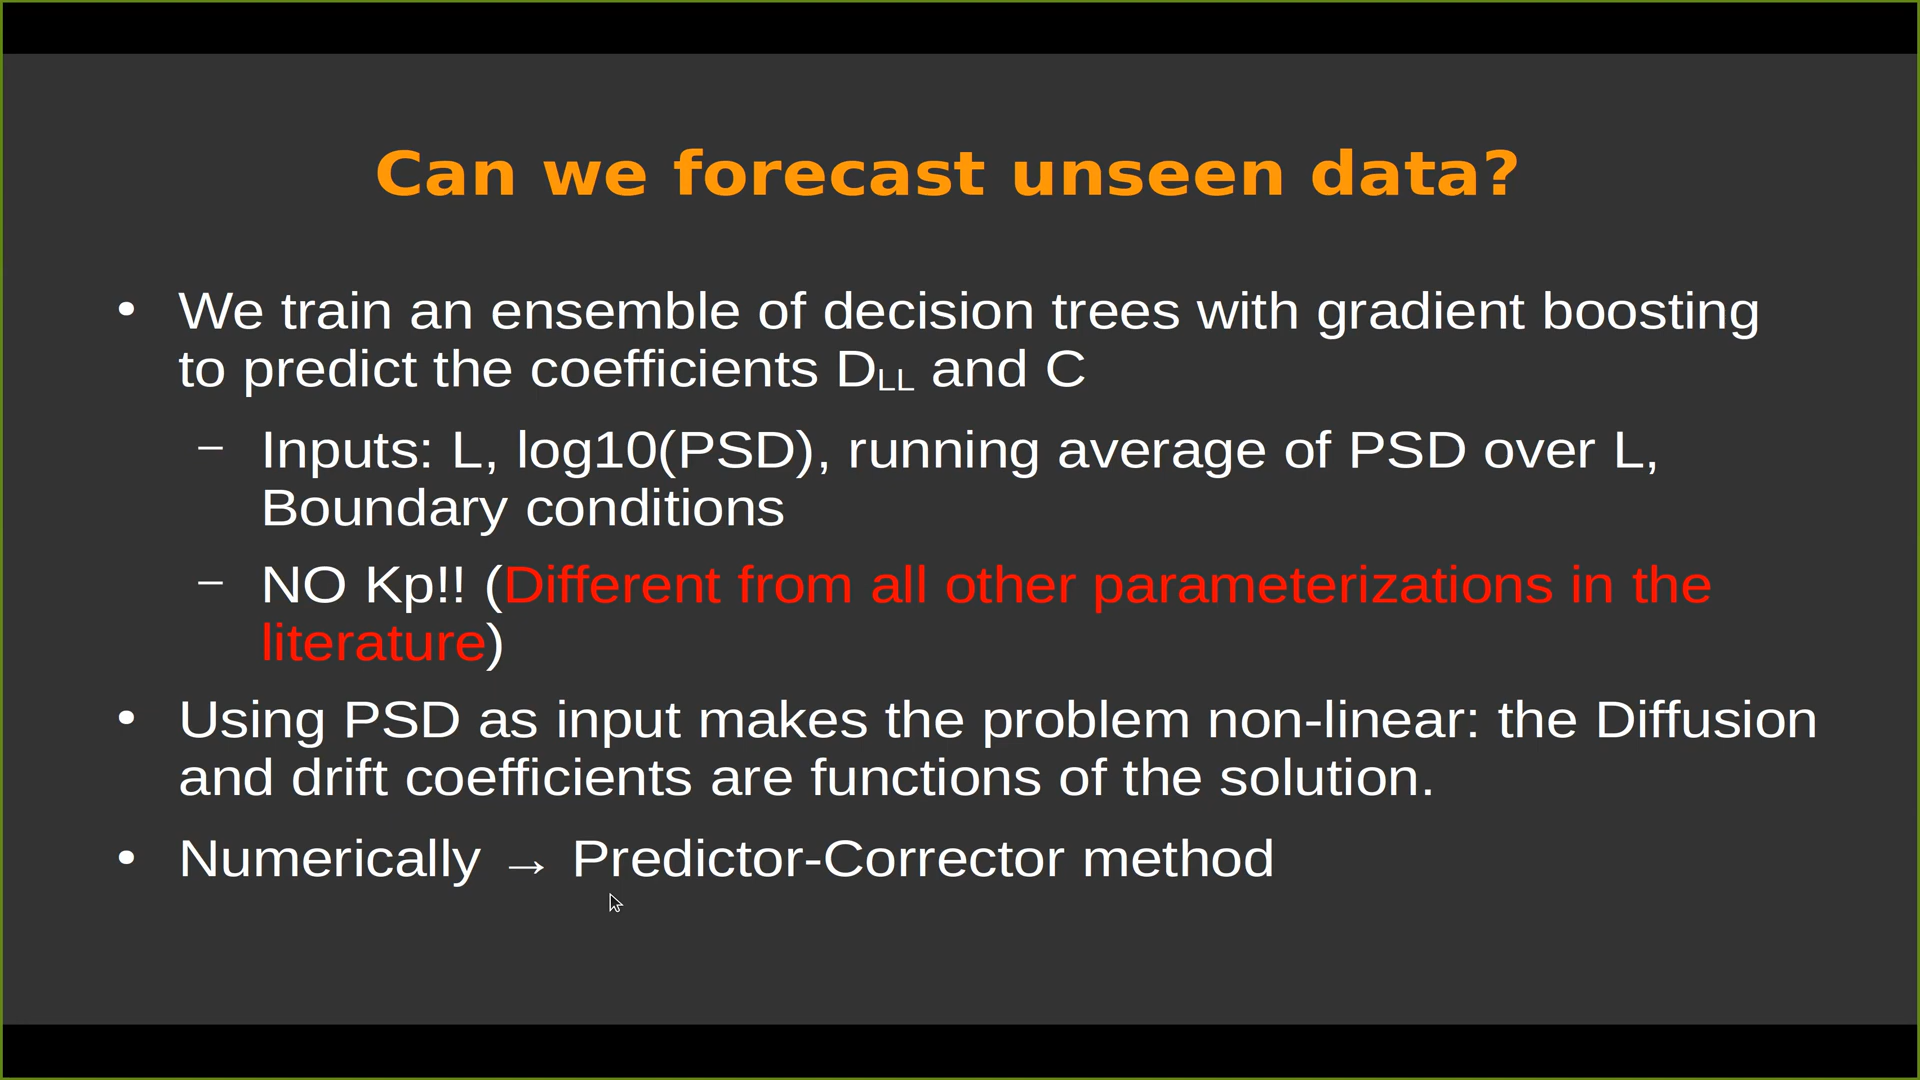 Can we forecast unseen data?
• We train an ensemble of decision trees with gradient boosting
to predict the coefficients D_LL and C
– Inputs: L, log10(PSD), running average of PSD over L,
Boundary conditions
– NO Kp!! (Different from all other parameterizations in the
literature)
• Using PSD as input makes the problem non-linear: the Diffusion
and drift coefficients are functions of the solution.
• Numerically → Predictor-Corrector method